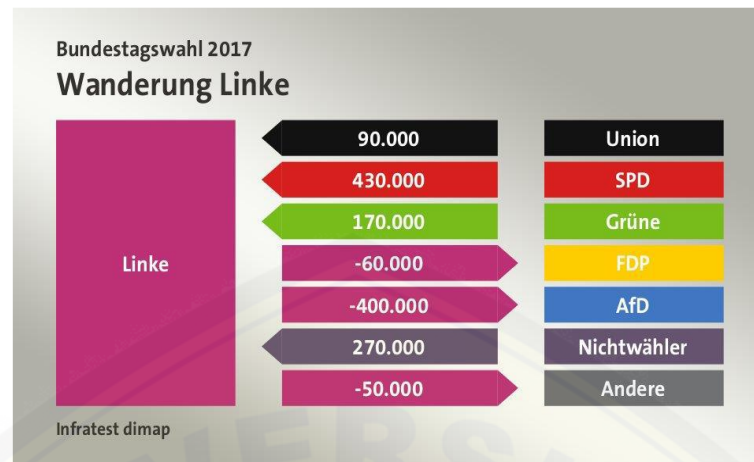 Bundestagswahl 2017
Wanderung Linke
Linke
90.000 Union
430.000 SPD
170.000 Grüne
-60.000 FDP
-400.000 AfD
270.000 Nichtwähler
-50.000 Andere
Infratest dimap